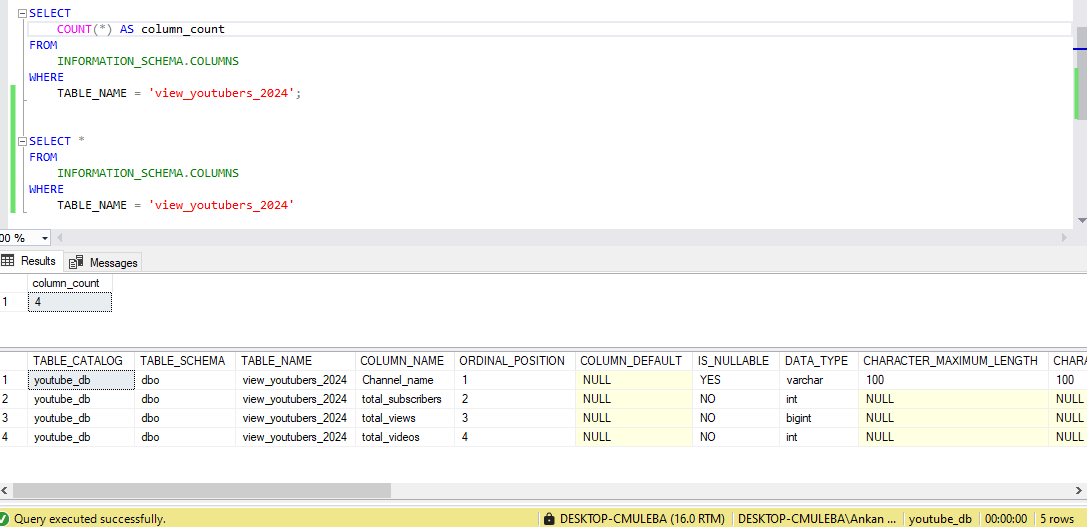 SELECT
COUNT(*) AS column_count
FROM
INFORMATION_SCHEMA.COLUMNS
WHERE
TABLE_NAME = 'view_youtubers_2024';
SELECT *
FROM
INFORMATION_SCHEMA.COLUMNS
WHERE
TABLE_NAME = 'view_youtubers_2024'
00 %
Results Messages
column_count
1 4
TABLE_CATALOG TABLE_SCHEMA TABLE_NAME COLUMN_NAME ORDINAL_POSITION COLUMN_DEFAULT IS_NULLABLE DATA_TYPE CHARACTER_MAXIMUM_LENGTH CHARA
1 youtube_db dbo view_youtubers_2024 Channel_name 1 NULL YES varchar 100 100
2 youtube_db dbo view_youtubers_2024 total_subscribers 2 NULL NO int NULL NULL
3 youtube_db dbo view_youtubers_2024 total_views 3 NULL NO bigint NULL NULL
4 youtube_db dbo view_youtubers_2024 total_videos 4 NULL NO int NULL NULL
Query executed successfully. DESKTOP-CMULEBA (16.0 RTM) DESKTOP-CMULEBA\Ankan ... youtube_db 00:00:00 5 rows